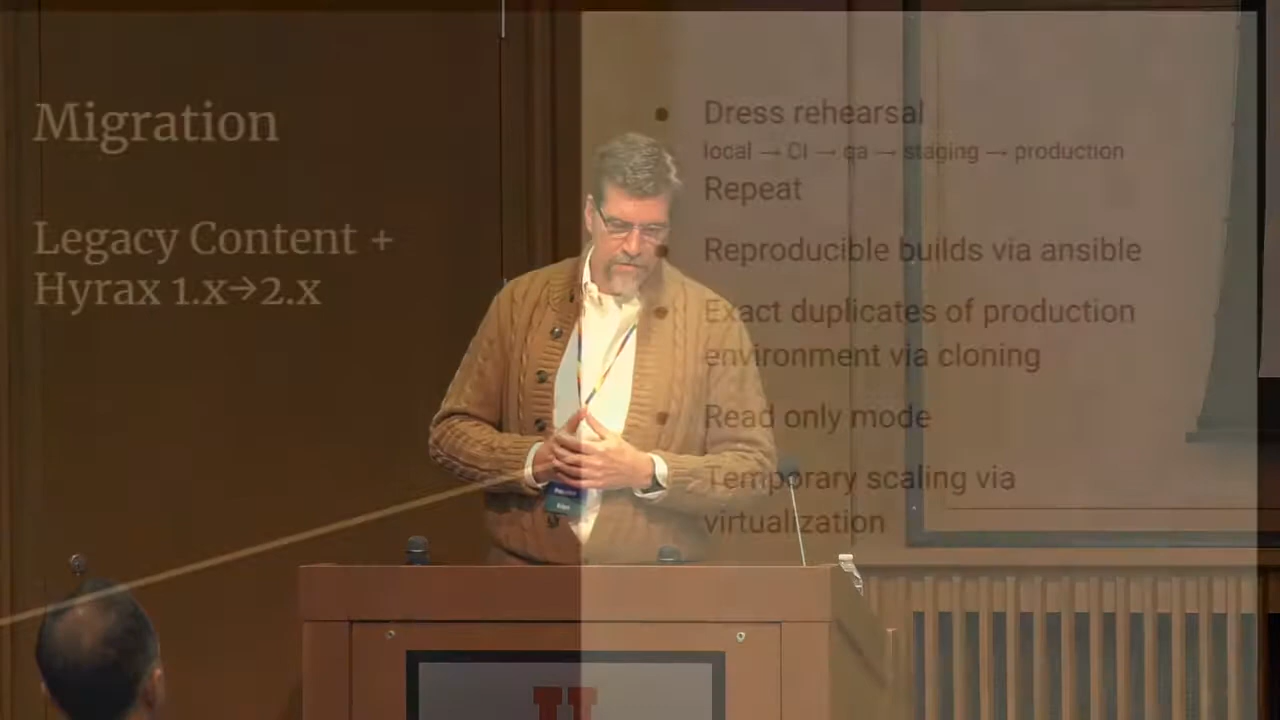 Migration
Legacy Content +
Hyrax 1.x→2.x
Dress rehearsal
local → CI → qa → staging → production
Repeat
Reproducible builds via ansible
Exact duplicates of production
environment via cloning
Read only mode
Temporary scaling via
virtualization